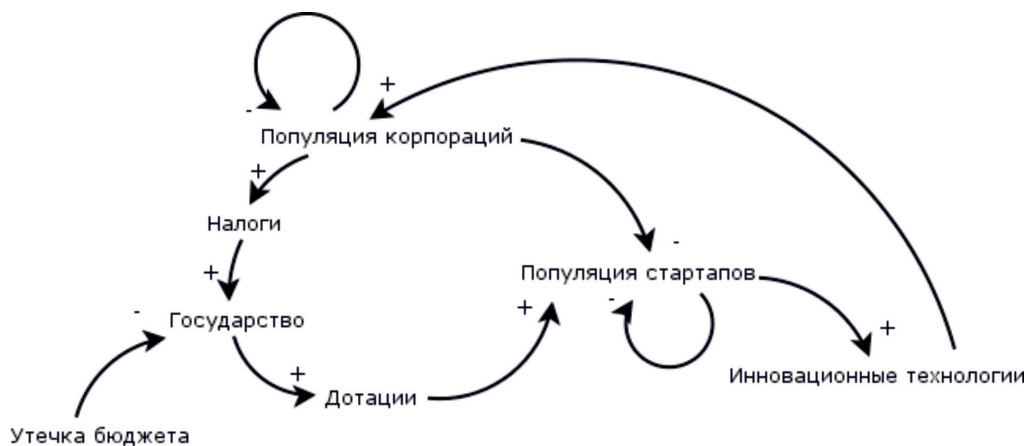 +
-
Популяция корпораций
+
Налоги
-
+
Популяция стартапов
-
+
-
Государство
+
+
Инновационные технологии
Дотации
Утечка бюджета